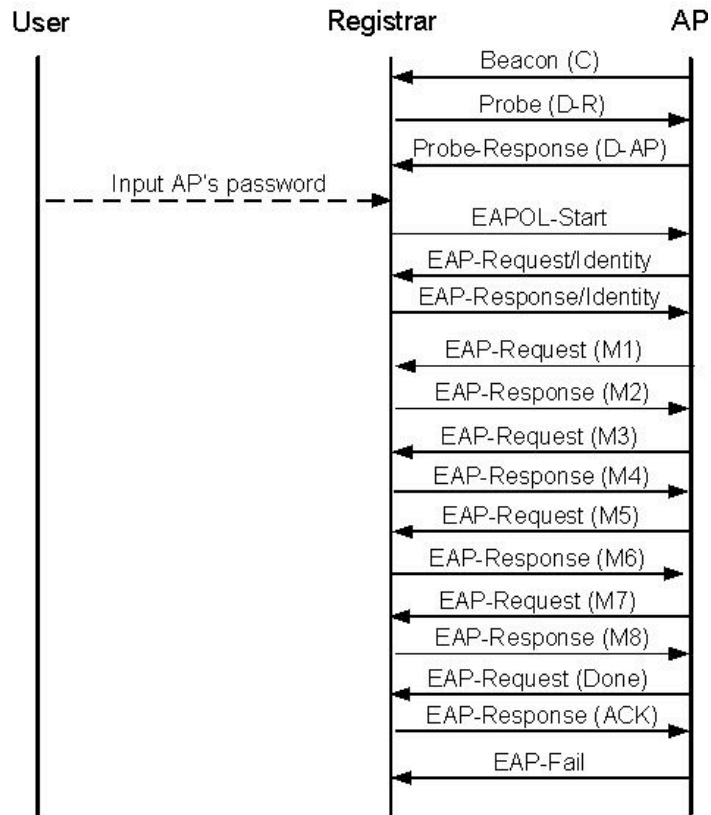 User Registrar AP
Beacon (C)
Probe (D-R)
Probe-Response (D-AP)
Input AP's password
EAPOL-Start
EAP-Request/Identity
EAP-Response/Identity
EAP-Request (M1)
EAP-Response (M2)
EAP-Request (M3)
EAP-Response (M4)
EAP-Request (M5)
EAP-Response (M6)
EAP-Request (M7)
EAP-Response (M8)
EAP-Request (Done)
EAP-Response (ACK)
EAP-Fail